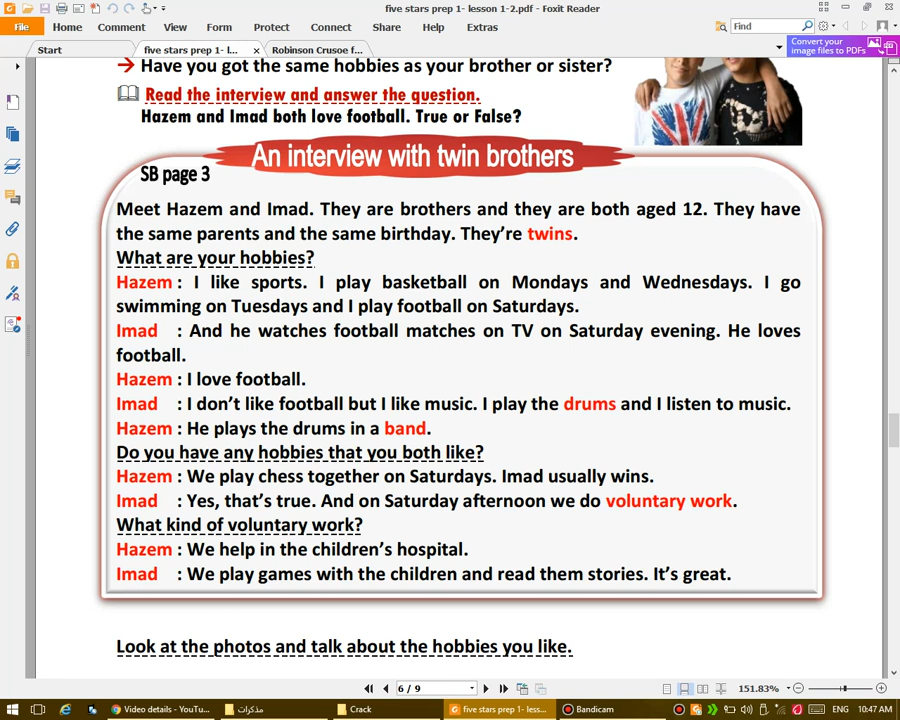 five stars prep 1- lesson 1-2.pdf - Foxit Reader
File Home Comment View Form Protect Connect Share Help Extras
Find
Start five stars prep 1- l... Robinson Crusoe f...
Convert your
image files to PDFs
Have you got the same hobbies as your brother or sister?
Read the interview and answer the question.
Hazem and Imad both love football. True or False?
An interview with twin brothers
SB page 3
Meet Hazem and Imad. They are brothers and they are both aged 12. They have
the same parents and the same birthday. They're twins.
What are your hobbies?
Hazem : I like sports. I play basketball on Mondays and Wednesdays. I go
swimming on Tuesdays and I play football on Saturdays.
Imad : And he watches football matches on TV on Saturday evening. He loves
football.
Hazem : I love football.
Imad : I don't like football but I like music. I play the drums and I listen to music.
Hazem : He plays the drums in a band.
Do you have any hobbies that you both like?
Hazem : We play chess together on Saturdays. Imad usually wins.
Imad : Yes, that's true. And on Saturday afternoon we do voluntary work.
What kind of voluntary work?
Hazem : We help in the children's hospital.
Imad : We play games with the children and read them stories. It's great.
Look at the photos and talk about the hobbies you like.
6 / 9 151.83%
Video details - YouT... مذكرات Crack five stars prep 1- less... Bandicam ENG 10:47 AM